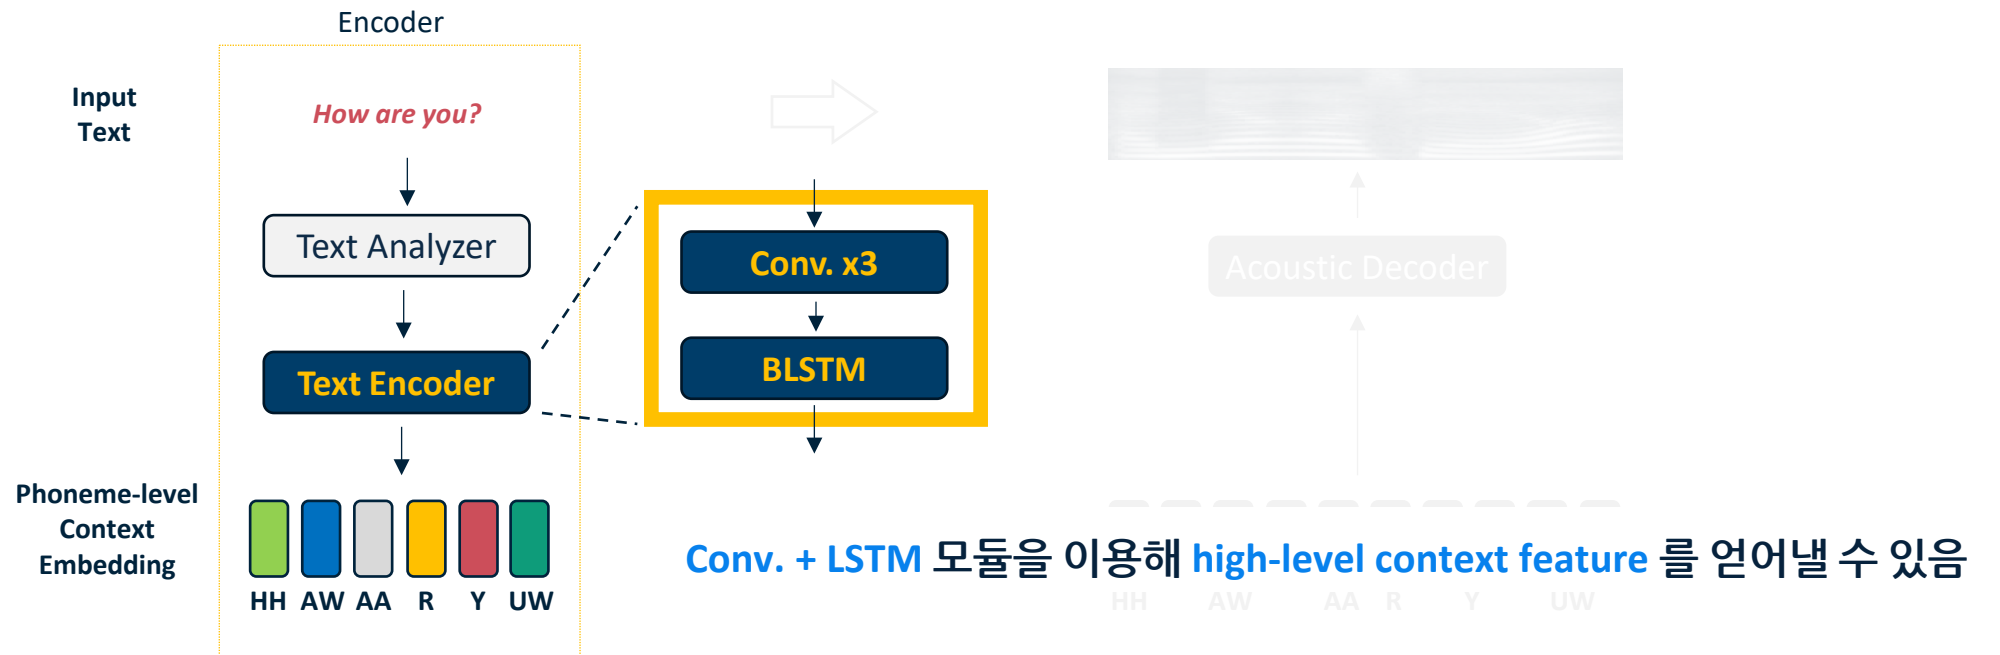 Encoder
Input
Text
How are you?
Text Analyzer
Conv. x3
Acoustic Decoder
BLSTM
Text Encoder
Phoneme-level
Context
Embedding
Conv. + LSTM 모듈을 이용해 high-level context feature 를 얻어낼 수 있음
HH AW AA R Y UW
HH AW AA R Y UW